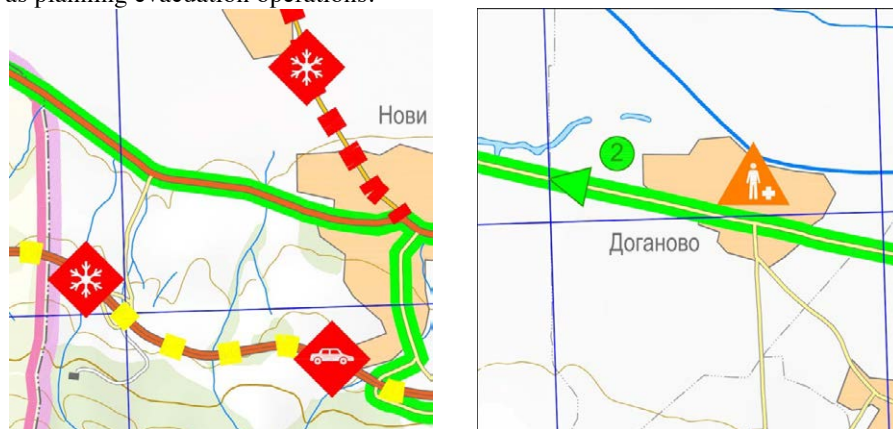 as planning evacuation operations.
Нови
2
Доганово